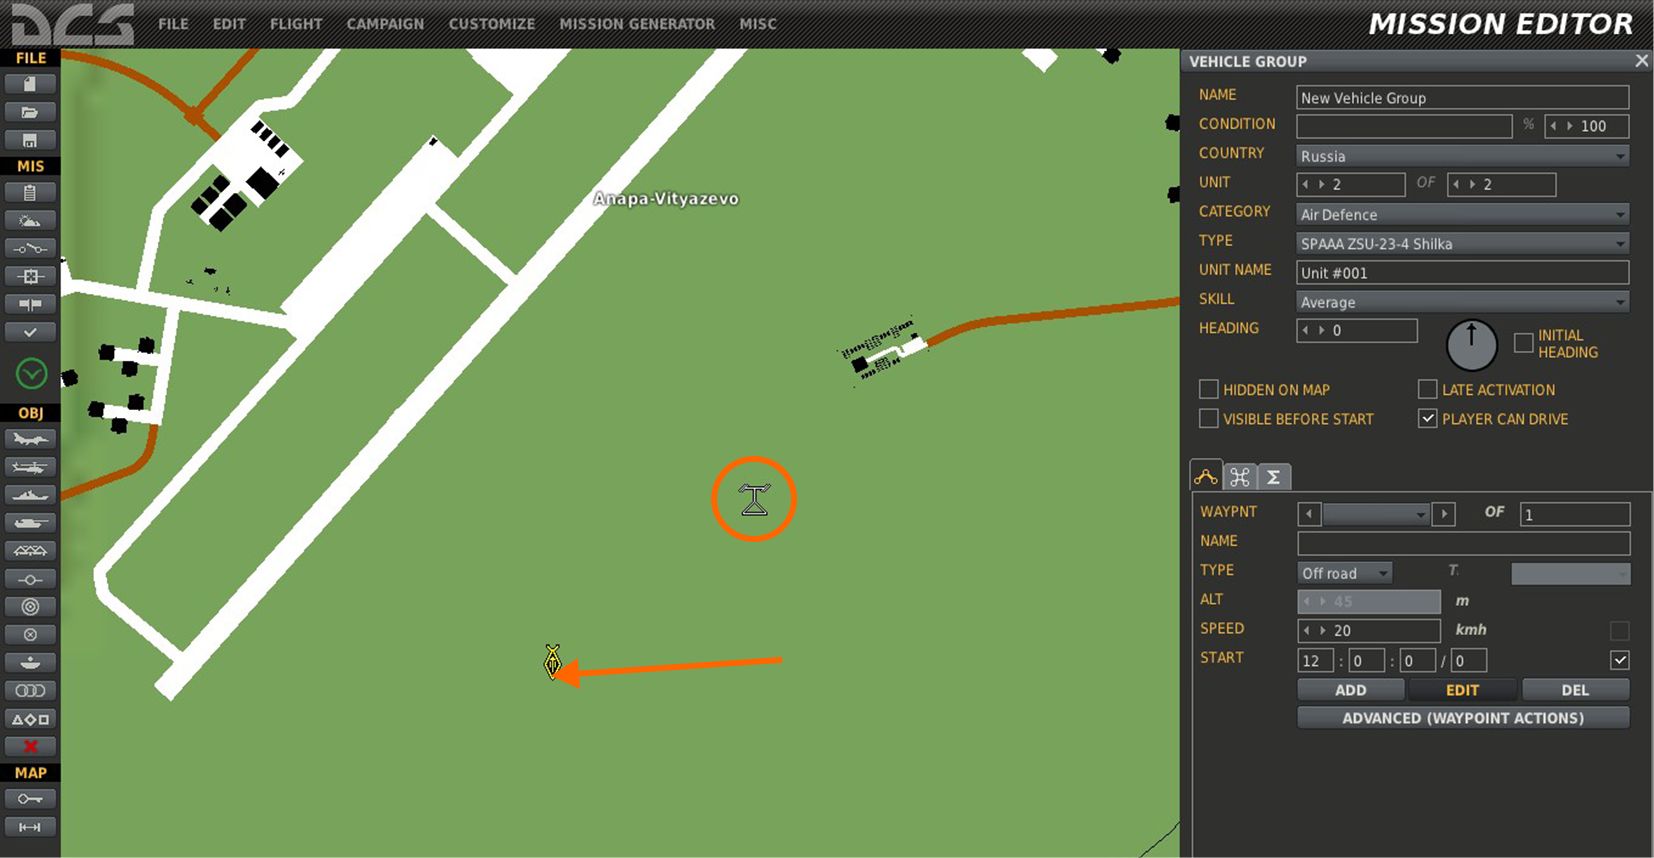 DCS FILE EDIT FLIGHT CAMPAIGN CUSTOMIZE MISSION GENERATOR MISC MISSION EDITOR
FILE
MIS
OBJ
MAP
Anapa-Vityazevo
VEHICLE GROUP
NAME New Vehicle Group
CONDITION % 100
COUNTRY Russia
UNIT 2 OF 2
CATEGORY Air Defence
TYPE SPAAA ZSU-23-4 Shilka
UNIT NAME Unit #001
SKILL Average
HEADING 0 INITIAL HEADING
HIDDEN ON MAP LATE ACTIVATION
VISIBLE BEFORE START PLAYER CAN DRIVE
Σ
WAYPNT OF 1
NAME
TYPE Off road T.
ALT 45 m
SPEED 20 kmh
START 12 : 0 : 0 / 0
ADD EDIT DEL
ADVANCED (WAYPOINT ACTIONS)